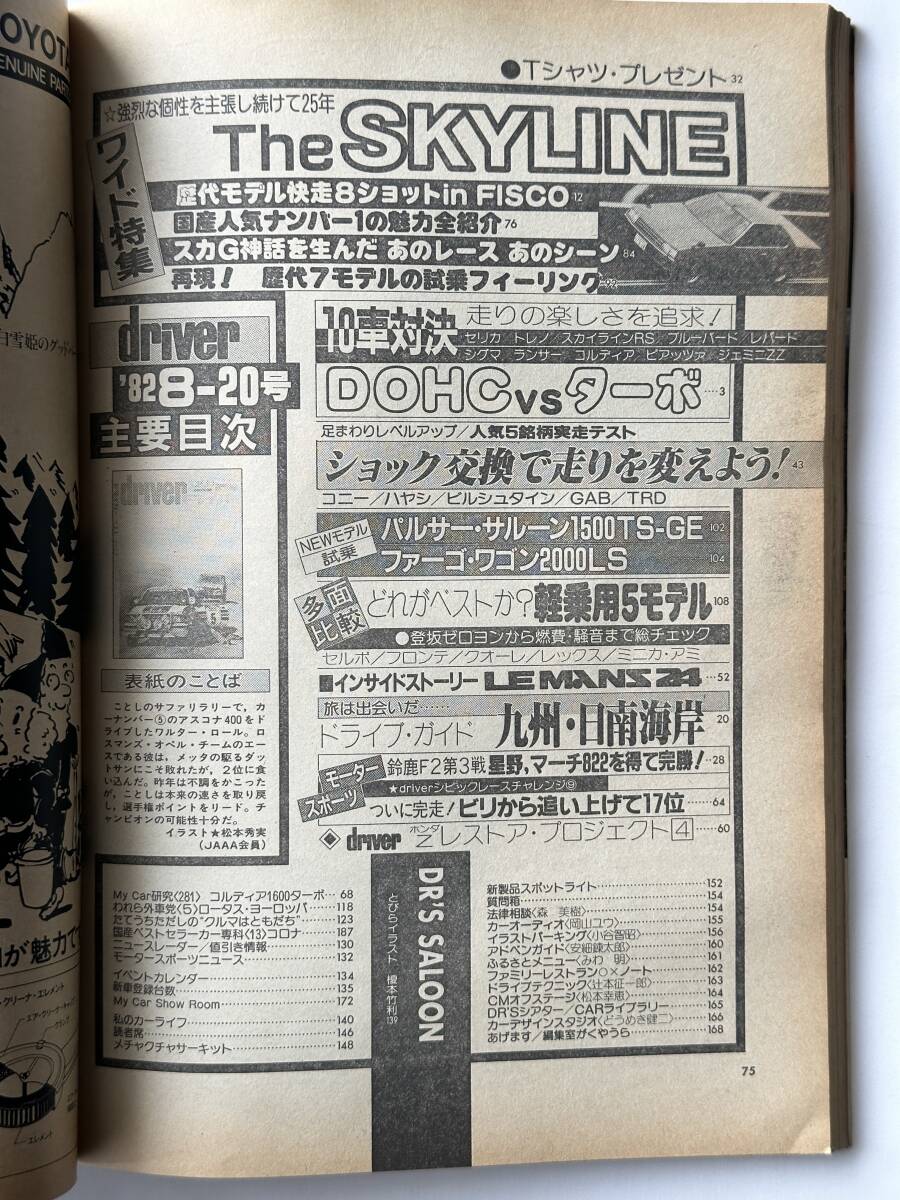 OYOTA
ENUINE PART
白雪姫のグッド
が魅力で
クリーナ・エレメント
エレメント
●Tシャツ・プレゼント 32
☆強烈な個性を主張し続けて25年
The SKYLINE
ワイド特集
歴代モデル快走8ショットin FISCO 12
国産人気ナンバー1の魅力全紹介 76
スカG神話を生んだ あのレース あのシーン 84
再現! 歴代7モデルの試乗フィーリング 92
driver
'82 8-20号
主要目次
driver
表紙のことば
ことしのサファリラリーで、カ
ーナンバー⑤のアスコナ400をド
ライブしたワルター・ロール。ロ
スマンズ・オペル・チームのエー
スである彼は、メッタの駆るダット
サンにこそ敗れたが、2位に食
い込んだ。昨年は不調をかこった
が、ことしは本来の速さを取り戻
し、選手権ポイントをリード。チ
ャンピオンの可能性十分だ。
イラスト★松本秀実
(JAAA会員)
10車対決 走りの楽しさを追求!
セリカ トレノ/スカイラインRS ブルーバード レパード
シグマ ランサー コルディア ピアッツァ/ジェミニZZ
DOHC vs ターボ……3
足まわりレベルアップ/人気5銘柄実走テスト
ショック交換で走りを変えよう! 43
コニー/ハヤシ/ビルシュタイン/GAB/TRD
NEWモデル試乗
パルサー・サルーン1500TS-GE 102
ファーゴ・ワゴン2000LS 104
多面比較
どれがベストか?軽乗用5モデル 108
●登坂ゼロヨンから燃費・騒音まで総チェック
セルボ/フロンテ/クオーレ/レックス/ミニカ・アミ
インサイドストーリー LE MANS 24 …52
旅は出会いだ……
ドライブ・ガイド 九州・日南海岸 20
モータースポーツ
鈴鹿F2第3戦 星野,マーチ822を得て完勝! …28
★driverシビックレースチャレンジ⑨
ついに完走!ビリから追い上げて17位……64
◆driver ホンダZレストア・プロジェクト4……60
My Car研究〈281〉 コルディア1600ターボ… 68
われら外車党〈5〉ロータス・ヨーロッパ…118
たてうちただしの"クルマはともだち"…123
国産ベストセラーカー専科〈13〉コロナ…187
ニュースレーダー/値引き情報…130
モータースポーツニュース…132
イベントカレンダー…134
新車登録台数…135
My Car Show Room…172
私のカーライフ…140
読者席…146
メチャクチャサーキット…148
DR'S SALOON
とびらイラスト 榎本竹利 139
新製品スポットライト…152
質問箱…154
法律相談〈森 美樹〉…154
カーオーディオ〈岡山ユウ〉…155
イラストパーキング〈小谷智昭〉…156
アドベンガイド〈安細錬太郎〉…160
ふるさとメニュー〈みわ 明〉…161
ファミリーレストラン○×ノート…162
ドライブテクニック〈辻本征一郎〉…163
CMオフステージ〈松本幸恵〉…164
DR'Sシアター/CARライブラリー…165
カーデザインスタジオ〈どうめき健二〉…166
あげます/編集室がくやうら…168
75